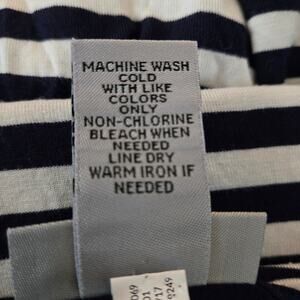 MACHINE WASH
COLD
WITH LIKE
COLORS
ONLY
NON-CHLORINE
BLEACH WHEN
NEEDED
LINE DRY
WARM IRON IF
NEEDED